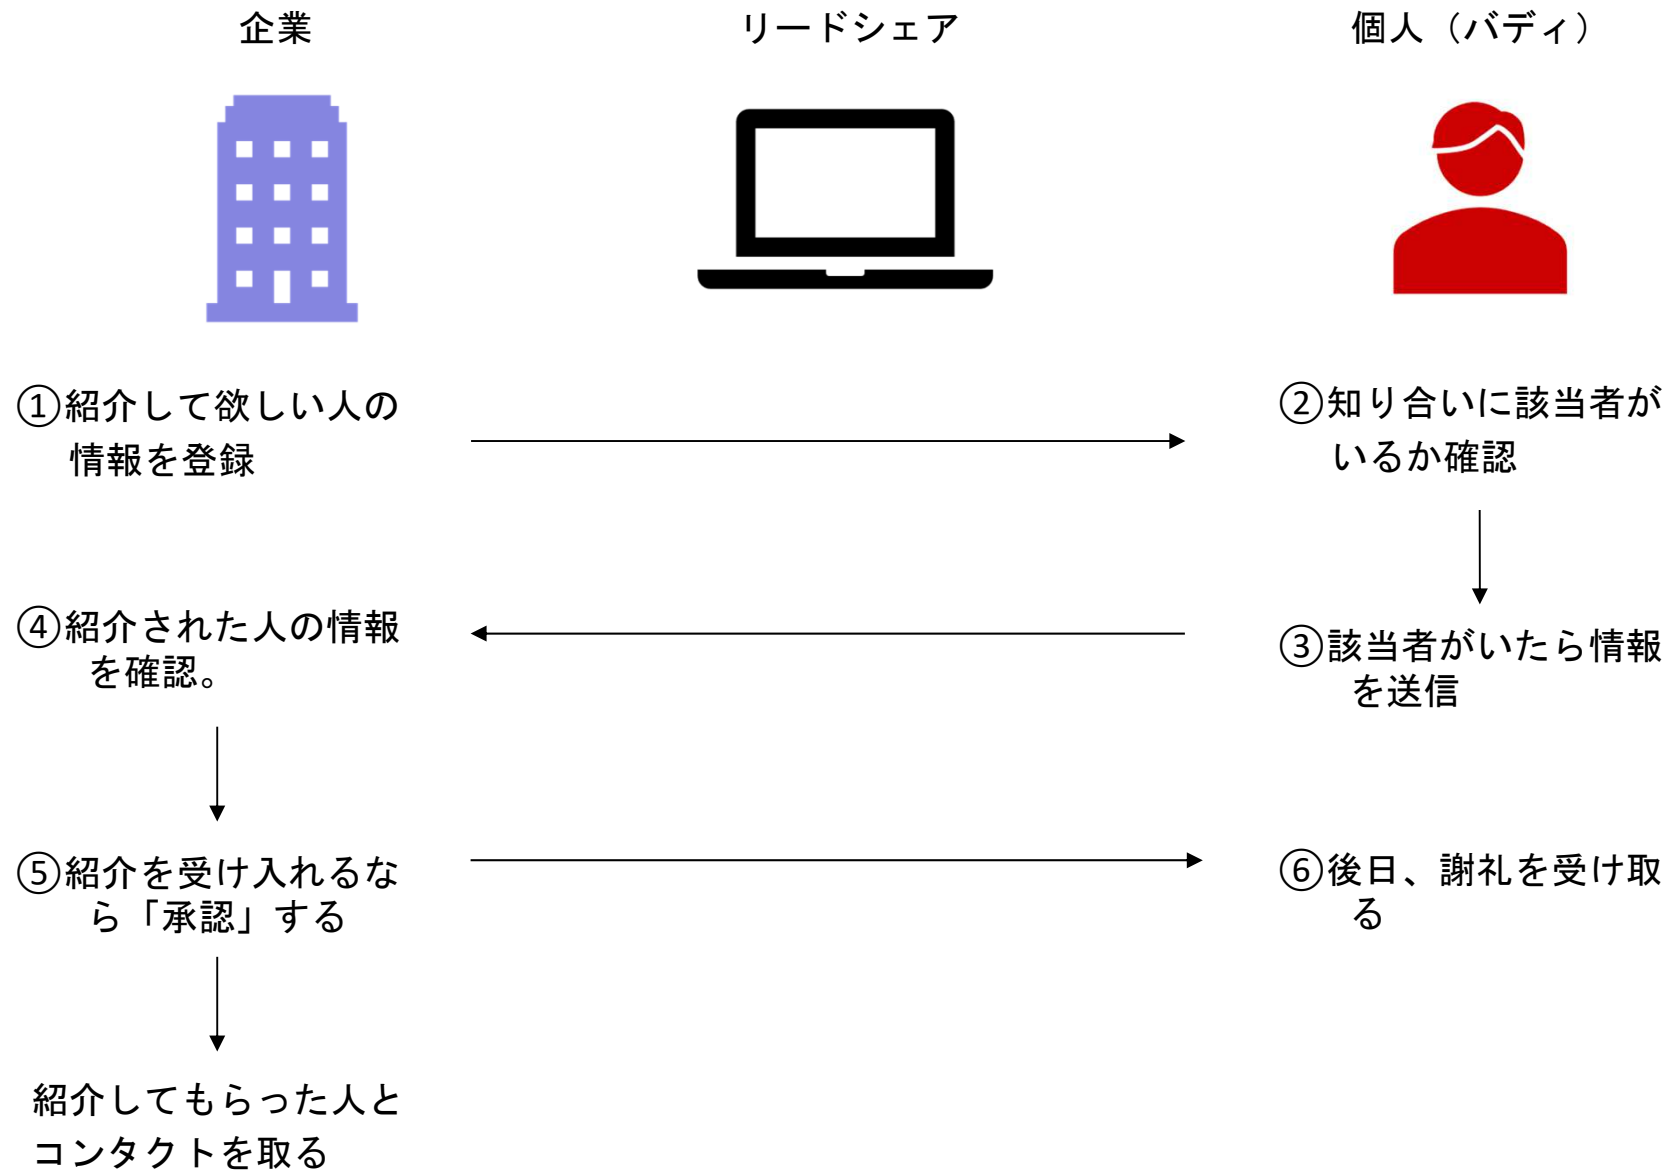 企業
リードシェア
個人（バディ）
①紹介して欲しい人の
情報を登録
②知り合いに該当者が
いるか確認
③該当者がいたら情報
を送信
④紹介された人の情報
を確認。
⑤紹介を受け入れるな
ら「承認」する
⑥後日、謝礼を受け取
る
紹介してもらった人と
コンタクトを取る